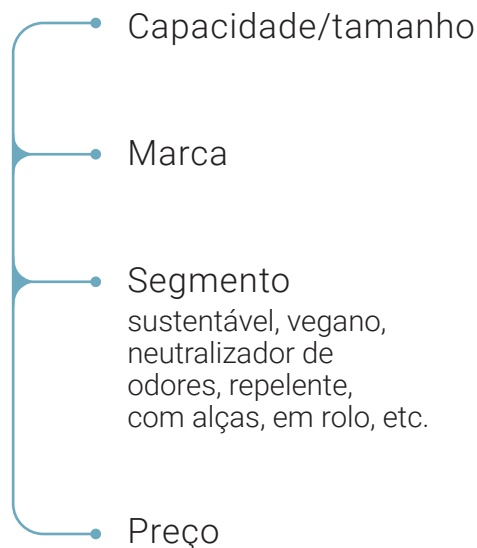 Capacidade/tamanho
Marca
Segmento
sustentável, vegano,
neutralizador de
odores, repelente,
com alças, em rolo, etc.
Preço